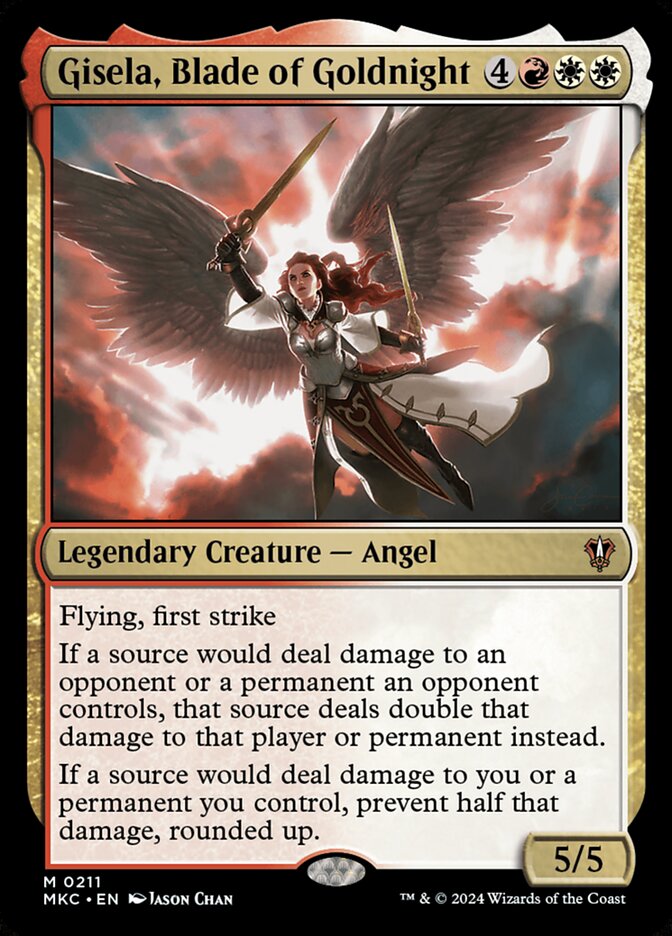 Gisela, Blade of Goldnight 4
Legendary Creature — Angel
Flying, first strike
If a source would deal damage to an
opponent or a permanent an opponent
controls, that source deals double that
damage to that player or permanent instead.
If a source would deal damage to you or a
permanent you control, prevent half that
damage, rounded up.
5/5
M 0211
MKC • EN Jason Chan
™ & © 2024 Wizards of the Coast